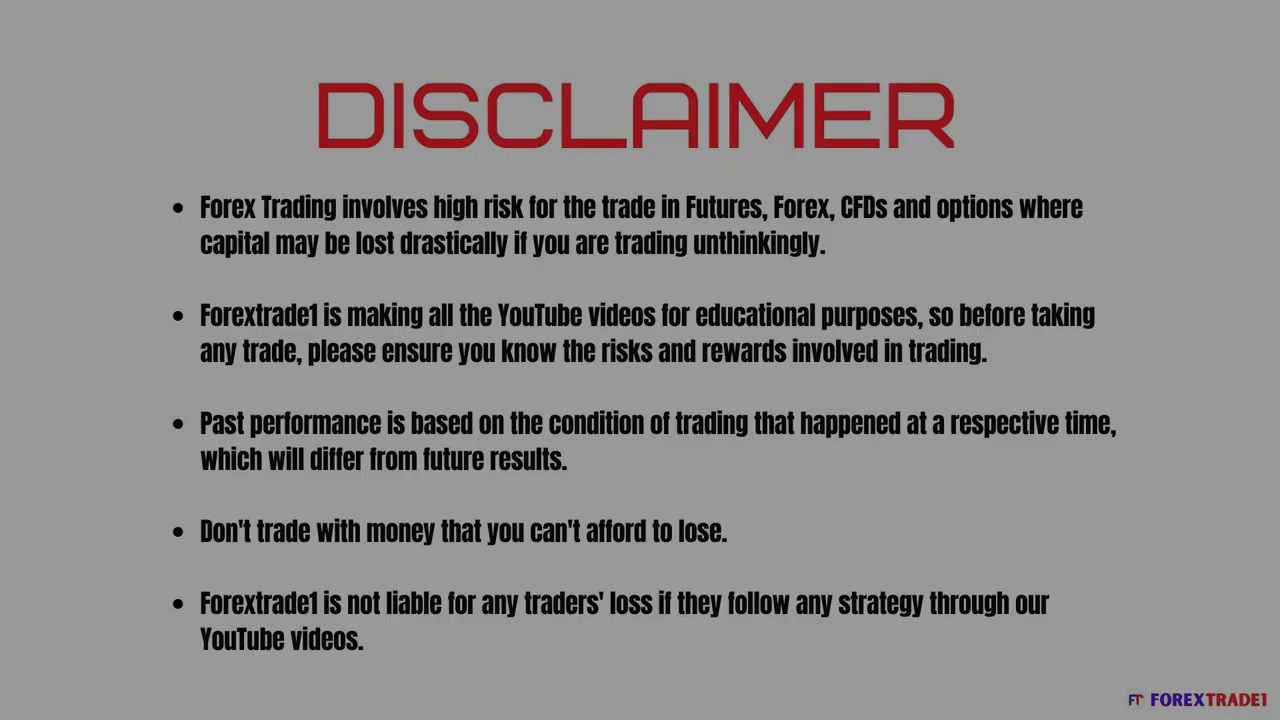 DISCLAIMER
• Forex Trading involves high risk for the trade in Futures, Forex, CFDs and options where
capital may be lost drastically if you are trading unthinkingly.
• Forextrade1 is making all the YouTube videos for educational purposes, so before taking
any trade, please ensure you know the risks and rewards involved in trading.
• Past performance is based on the condition of trading that happened at a respective time,
which will differ from future results.
• Don't trade with money that you can't afford to lose.
• Forextrade1 is not liable for any traders' loss if they follow any strategy through our
YouTube videos.
FT FOREXTRADE1